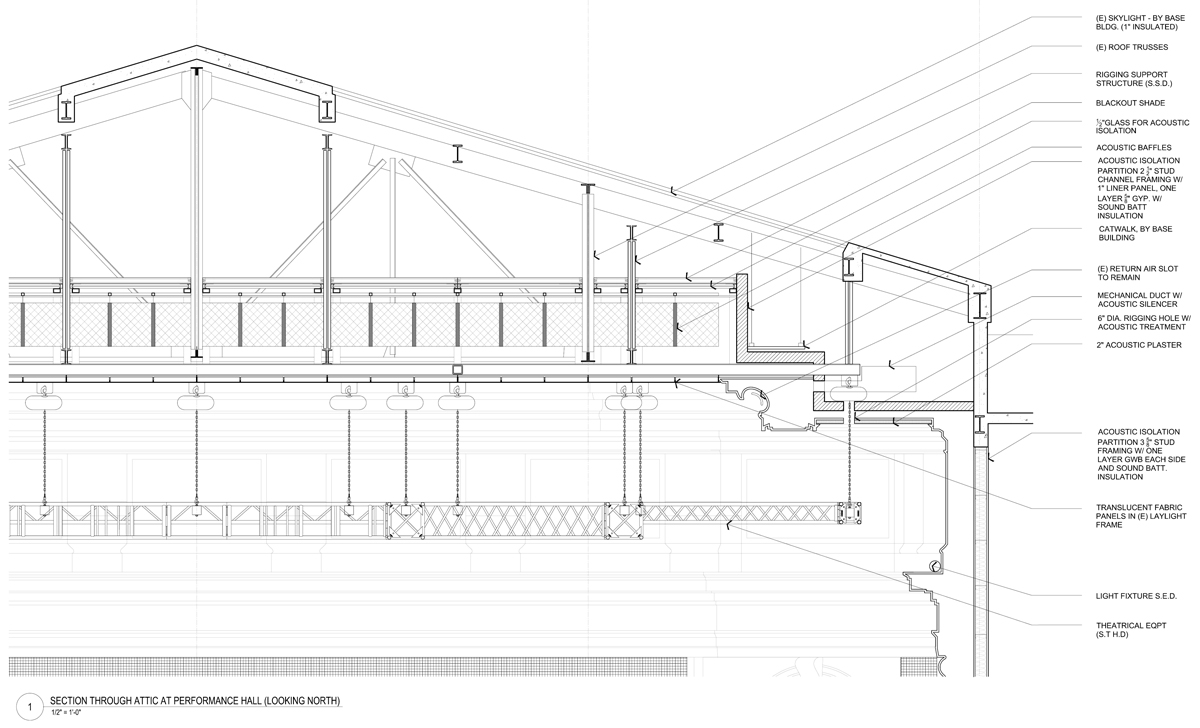 (E) SKYLIGHT - BY BASE
BLDG. (1" INSULATED)
(E) ROOF TRUSSES
RIGGING SUPPORT
STRUCTURE (S.S.D.)
BLACKOUT SHADE
½"GLASS FOR ACOUSTIC
ISOLATION
ACOUSTIC BAFFLES
ACOUSTIC ISOLATION
PARTITION 2 ½" STUD
CHANNEL FRAMING W/
1" LINER PANEL, ONE
LAYER ⅝" GYP. W/
SOUND BATT
INSULATION
CATWALK, BY BASE
BUILDING
(E) RETURN AIR SLOT
TO REMAIN
MECHANICAL DUCT W/
ACOUSTIC SILENCER
6" DIA. RIGGING HOLE W/
ACOUSTIC TREATMENT
2" ACOUSTIC PLASTER
ACOUSTIC ISOLATION
PARTITION 3 ⅝" STUD
FRAMING W/ ONE
LAYER GWB EACH SIDE
AND SOUND BATT.
INSULATION
TRANSLUCENT FABRIC
PANELS IN (E) LAYLIGHT
FRAME
LIGHT FIXTURE S.E.D.
THEATRICAL EQPT
(S.T H.D)
1
SECTION THROUGH ATTIC AT PERFORMANCE HALL (LOOKING NORTH)
1/2" = 1'-0"